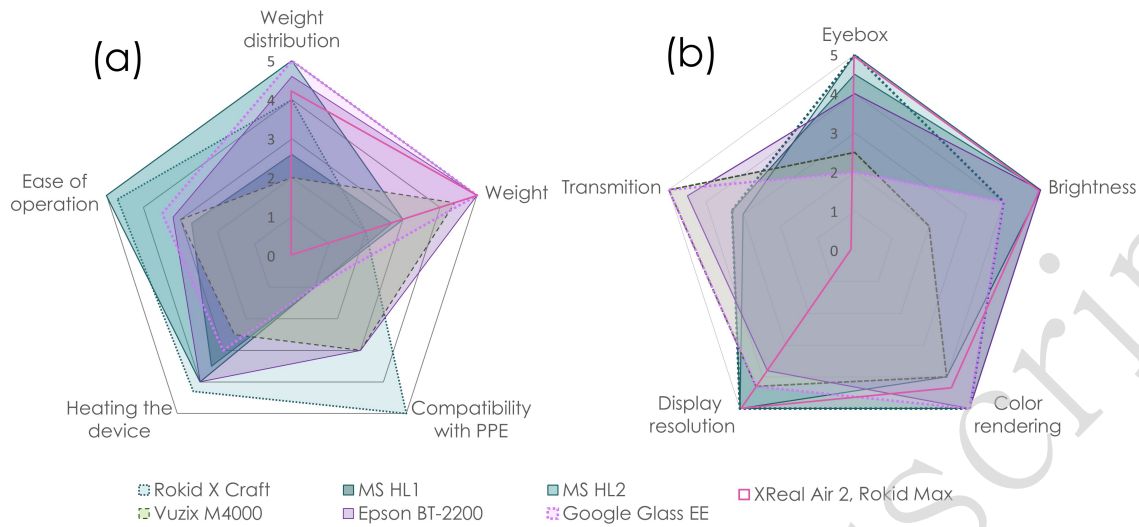 (a)
Weight
distribution
5
4
3
2
1
0
Weight
Ease of
operation
Heating the
device
Compatibility
with PPE
(b)
Eyebox
5
4
3
2
1
0
Transmition
Brightness
Display
resolution
Color
rendering
Rokid X Craft
MS HL1
MS HL2
XReal Air 2, Rokid Max
Vuzix M4000
Epson BT-2200
Google Glass EE